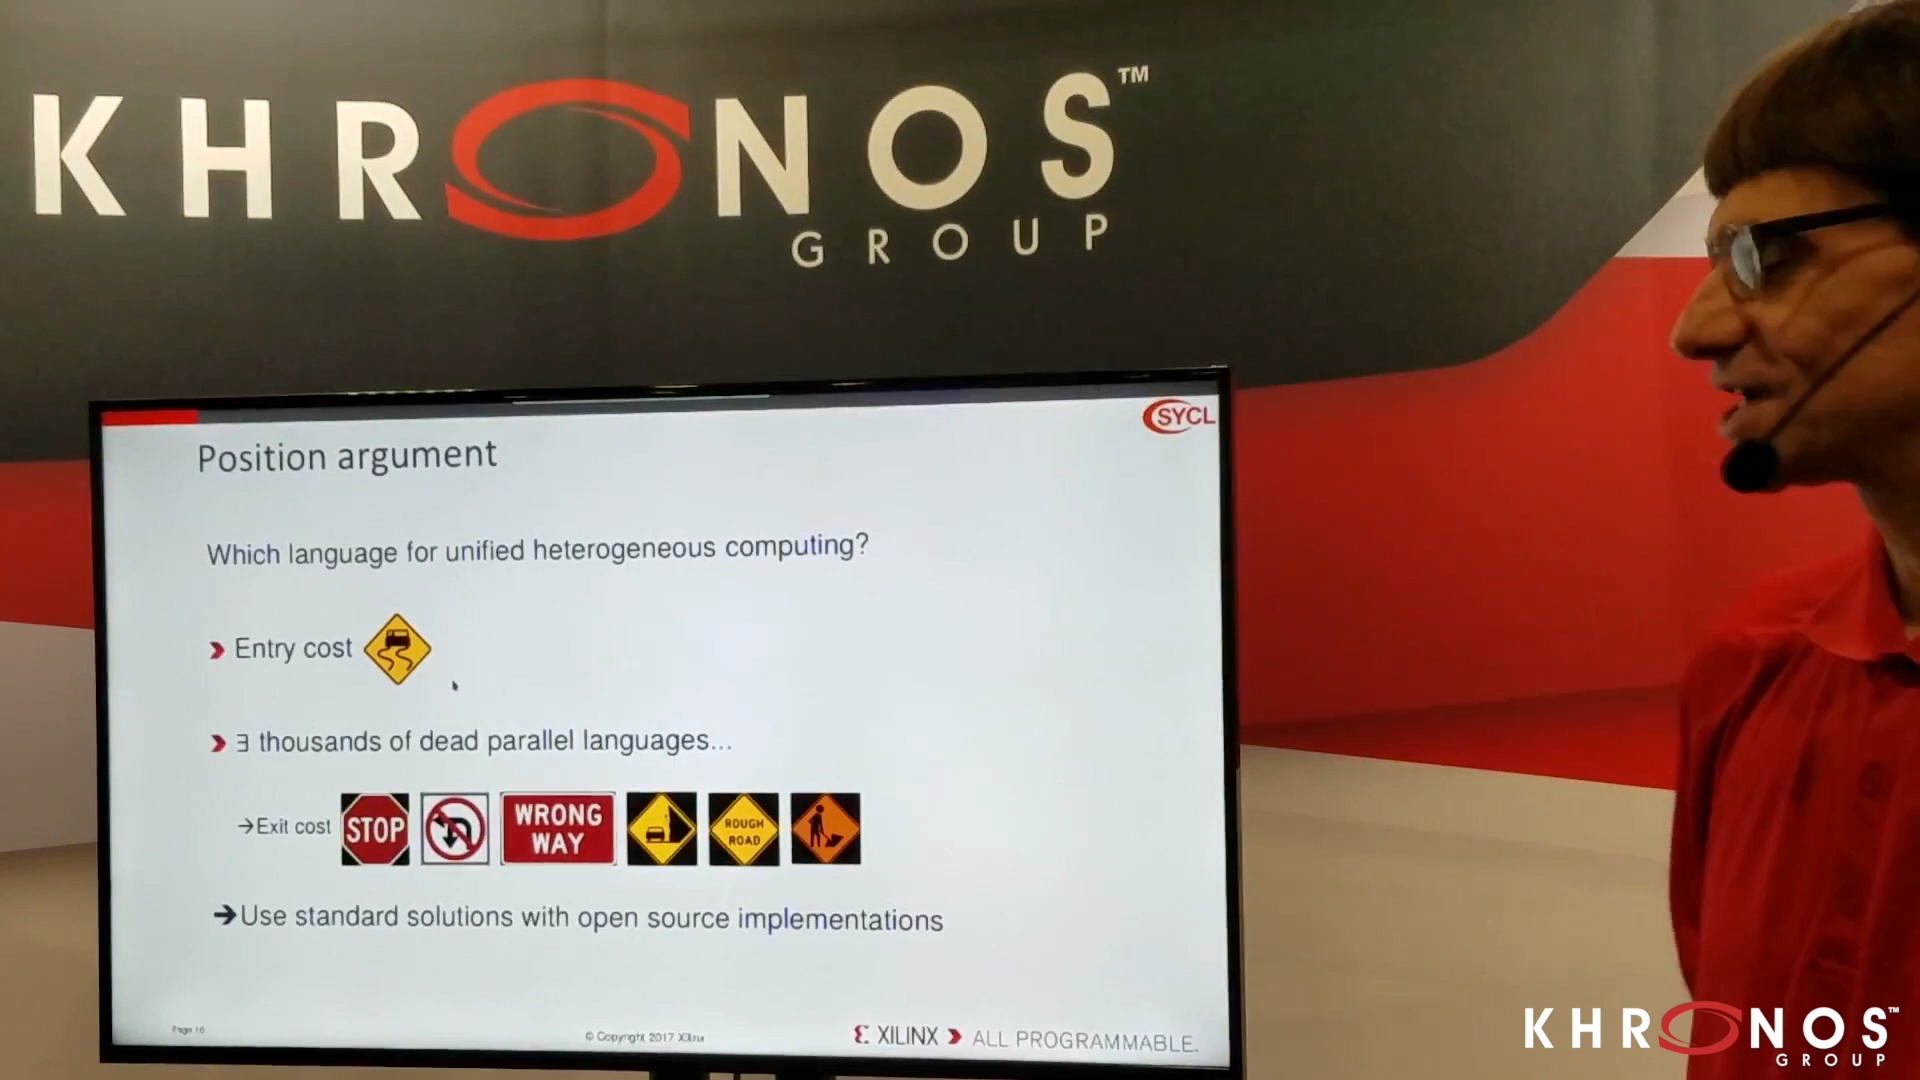 KHRONOS™
GROUP
SYCL
Position argument
Which language for unified heterogeneous computing?
Entry cost
∃ thousands of dead parallel languages...
→Exit cost
STOP
WRONG
WAY
ROUGH
ROAD
➔Use standard solutions with open source implementations
Page 10
© Copyright 2017 Xilinx
XILINX
ALL PROGRAMMABLE.
KHRONOS™
GROUP